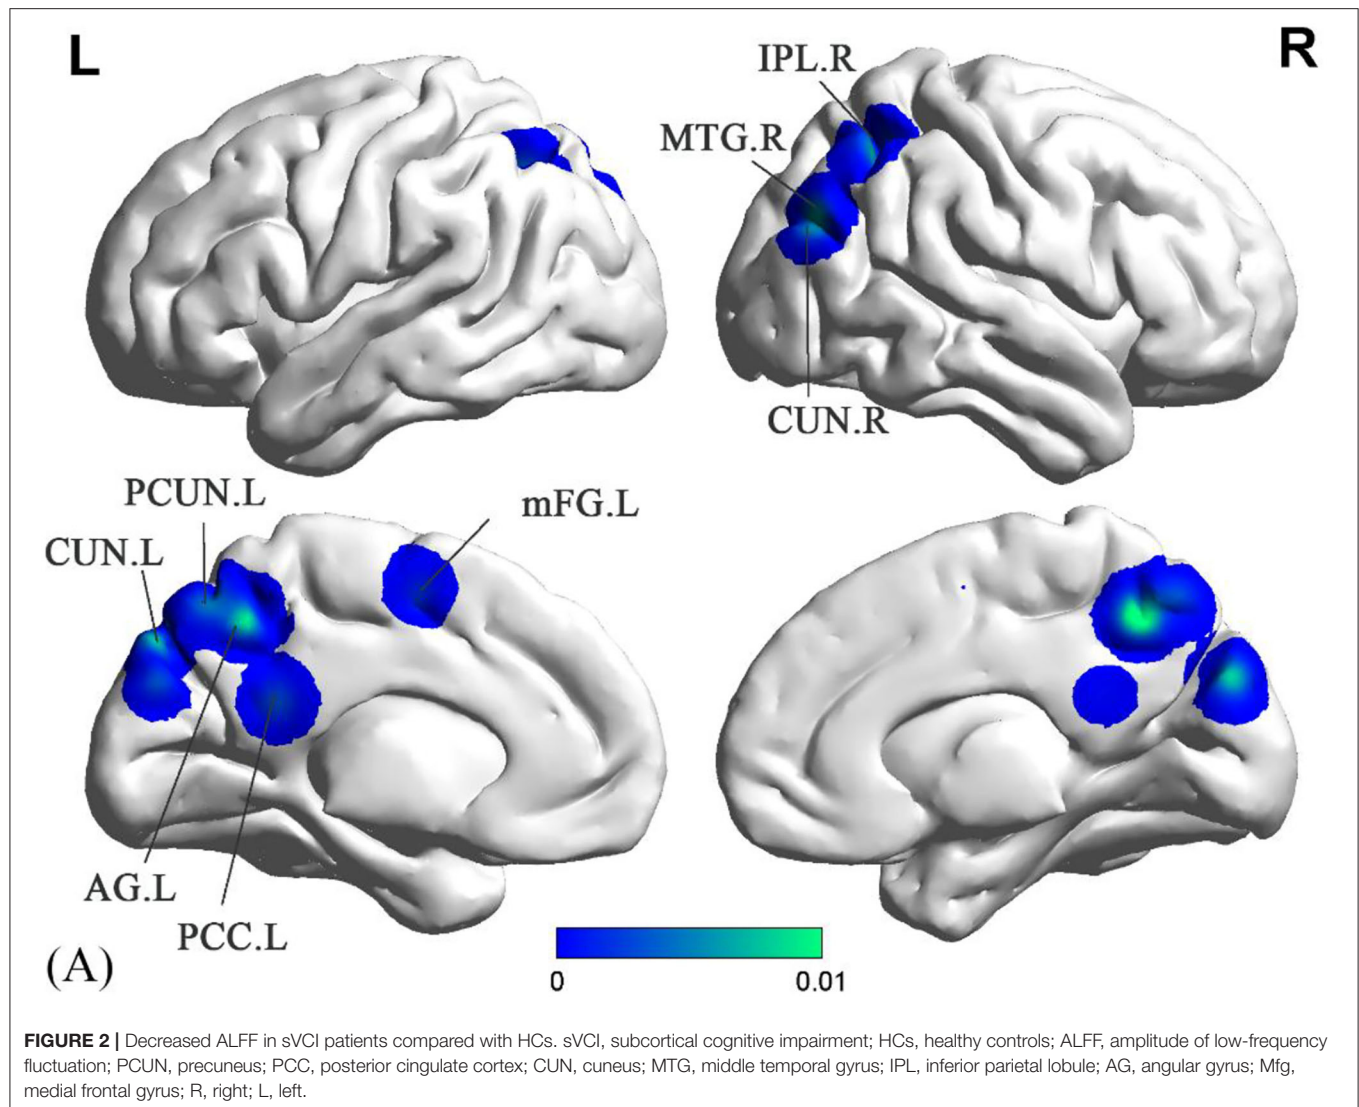 L
R
IPL.R
MTG.R
CUN.R
PCUN.L
mFG.L
CUN.L
AG.L
PCC.L
(A)
0
0.01
FIGURE 2 | Decreased ALFF in sVCI patients compared with HCs. sVCI, subcortical cognitive impairment; HCs, healthy controls; ALFF, amplitude of low-frequency
fluctuation; PCUN, precuneus; PCC, posterior cingulate cortex; CUN, cuneus; MTG, middle temporal gyrus; IPL, inferior parietal lobule; AG, angular gyrus; Mfg,
medial frontal gyrus; R, right; L, left.